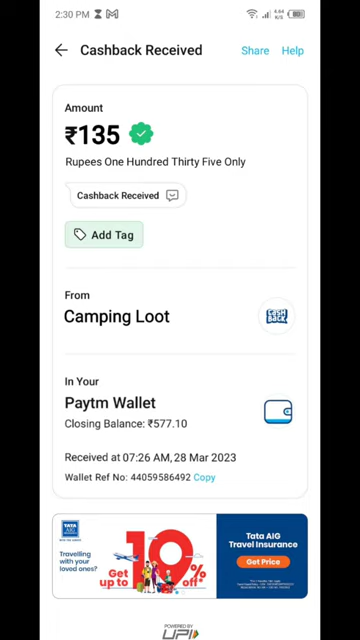 2:30 PM
Cashback Received Share Help
Amount
₹135
Rupees One Hundred Thirty Five Only
Cashback Received
Add Tag
From
Camping Loot
CASH
BACK
In Your
Paytm Wallet
Closing Balance: ₹577.10
Received at 07:26 AM, 28 Mar 2023
Wallet Ref No: 44059586492 Copy
TATA
AIG
Travelling
with your
loved ones?
Get
up to
10%
off*
Tata AIG
Travel Insurance
Get Price
POWERED BY
UPI